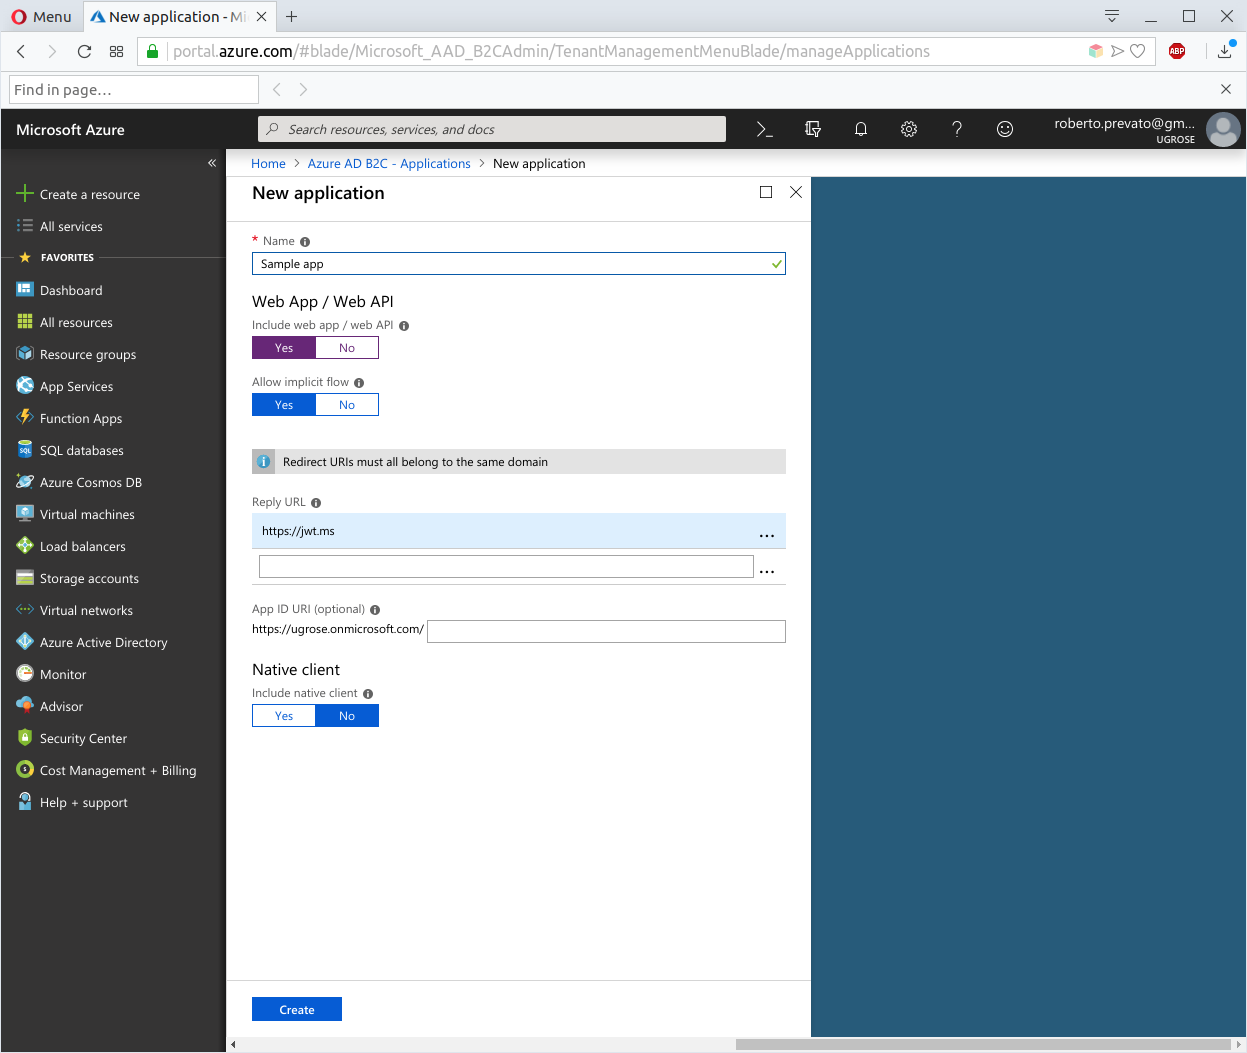 Menu
New application - Mi
portal.azure.com/#blade/Microsoft_AAD_B2CAdmin/TenantManagementMenuBlade/manageApplications
ABP
Find in page...
Microsoft Azure
Search resources, services, and docs
roberto.prevato@gm...
UGROSE
Home > Azure AD B2C - Applications > New application
Create a resource
All services
FAVORITES
Dashboard
All resources
Resource groups
App Services
Function Apps
SQL databases
Azure Cosmos DB
Virtual machines
Load balancers
Storage accounts
Virtual networks
Azure Active Directory
Monitor
Advisor
Security Center
Cost Management + Billing
Help + support
New application
* Name
Sample app
Web App / Web API
Include web app / web API
Yes No
Allow implicit flow
Yes No
Redirect URIs must all belong to the same domain
Reply URL
https://jwt.ms
...
...
App ID URI (optional)
https://ugrose.onmicrosoft.com/
Native client
Include native client
Yes No
Create